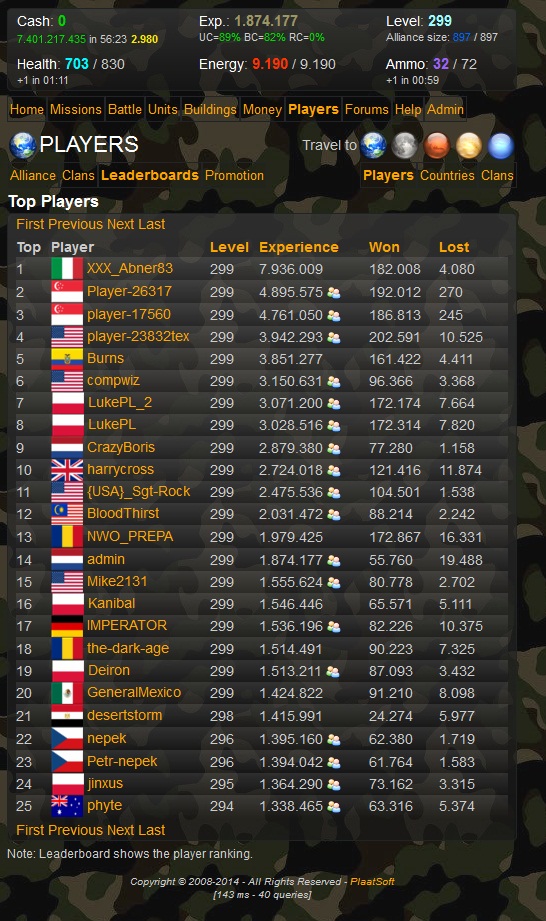 Cash: 0 Exp.: 1.874.177 Level: 299
7.401.217.435 in 56:23 2.980 UC=89% BC=82% RC=0% Alliance size: 897 / 897
Health: 703 / 830 Energy: 9.190 / 9.190 Ammo: 32 / 72
+1 in 01:11 +1 in 00:59
Home Missions Battle Units Buildings Money Players Forums Help Admin
PLAYERS Travel to
Alliance Clans Leaderboards Promotion Players Countries Clans
Top Players
First Previous Next Last
Top Player Level Experience Won Lost
1 XXX_Abner83 299 7.936.009 182.008 4.080
2 Player-26317 299 4.895.575 192.012 270
3 player-17560 299 4.761.050 186.813 245
4 player-23832tex 299 3.942.293 202.591 10.525
5 Burns 299 3.851.277 161.422 4.411
6 compwiz 299 3.150.631 96.366 3.368
7 LukePL_2 299 3.071.200 172.174 7.664
8 LukePL 299 3.028.516 172.314 7.820
9 CrazyBoris 299 2.879.380 77.280 1.158
10 harrycross 299 2.724.018 121.416 11.874
11 {USA}_Sgt-Rock 299 2.475.536 104.501 1.538
12 BloodThirst 299 2.031.472 88.214 2.242
13 NWO_PREPA 299 1.979.425 172.867 16.331
14 admin 299 1.874.177 55.760 19.488
15 Mike2131 299 1.555.624 80.778 2.702
16 Kanibal 299 1.546.446 65.571 5.111
17 IMPERATOR 299 1.536.196 82.226 10.375
18 the-dark-age 299 1.514.491 90.223 7.325
19 Deiron 299 1.513.211 87.093 3.432
20 GeneralMexico 299 1.424.822 91.210 8.098
21 desertstorm 298 1.415.991 24.274 5.977
22 nepek 296 1.395.160 62.380 1.719
23 Petr-nepek 296 1.394.042 61.764 1.583
24 jinxus 295 1.364.290 73.162 3.315
25 phyte 294 1.338.465 63.316 5.374
First Previous Next Last
Note: Leaderboard shows the player ranking.
Copyright © 2008-2014 - All Rights Reserved - PlaatSoft
[143 ms - 40 queries]